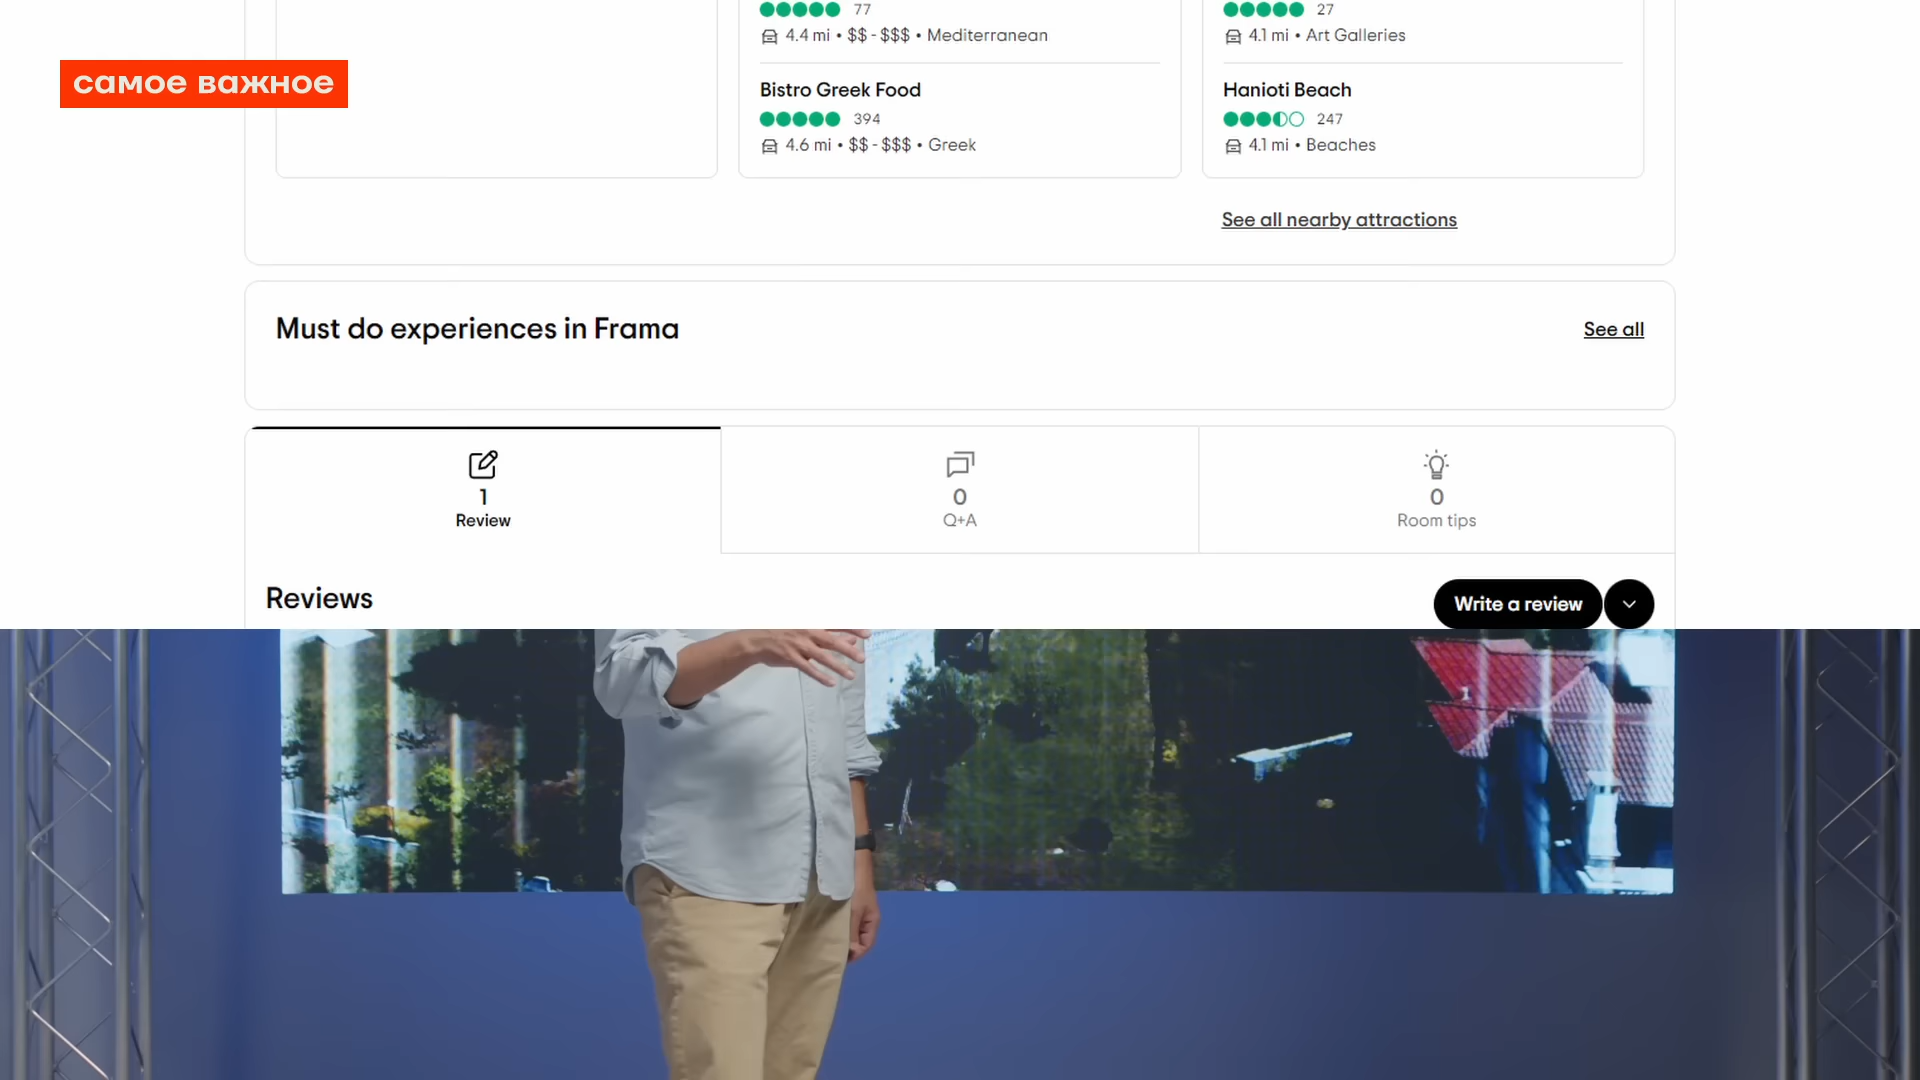 самое важное
77
4.4 mi • $$ - $$$ • Mediterranean
Bistro Greek Food
394
4.6 mi • $$ - $$$ • Greek
27
4.1 mi • Art Galleries
Hanioti Beach
247
4.1 mi • Beaches
See all nearby attractions
Must do experiences in Frama
See all
1
Review
0
Q+A
0
Room tips
Reviews
Write a review